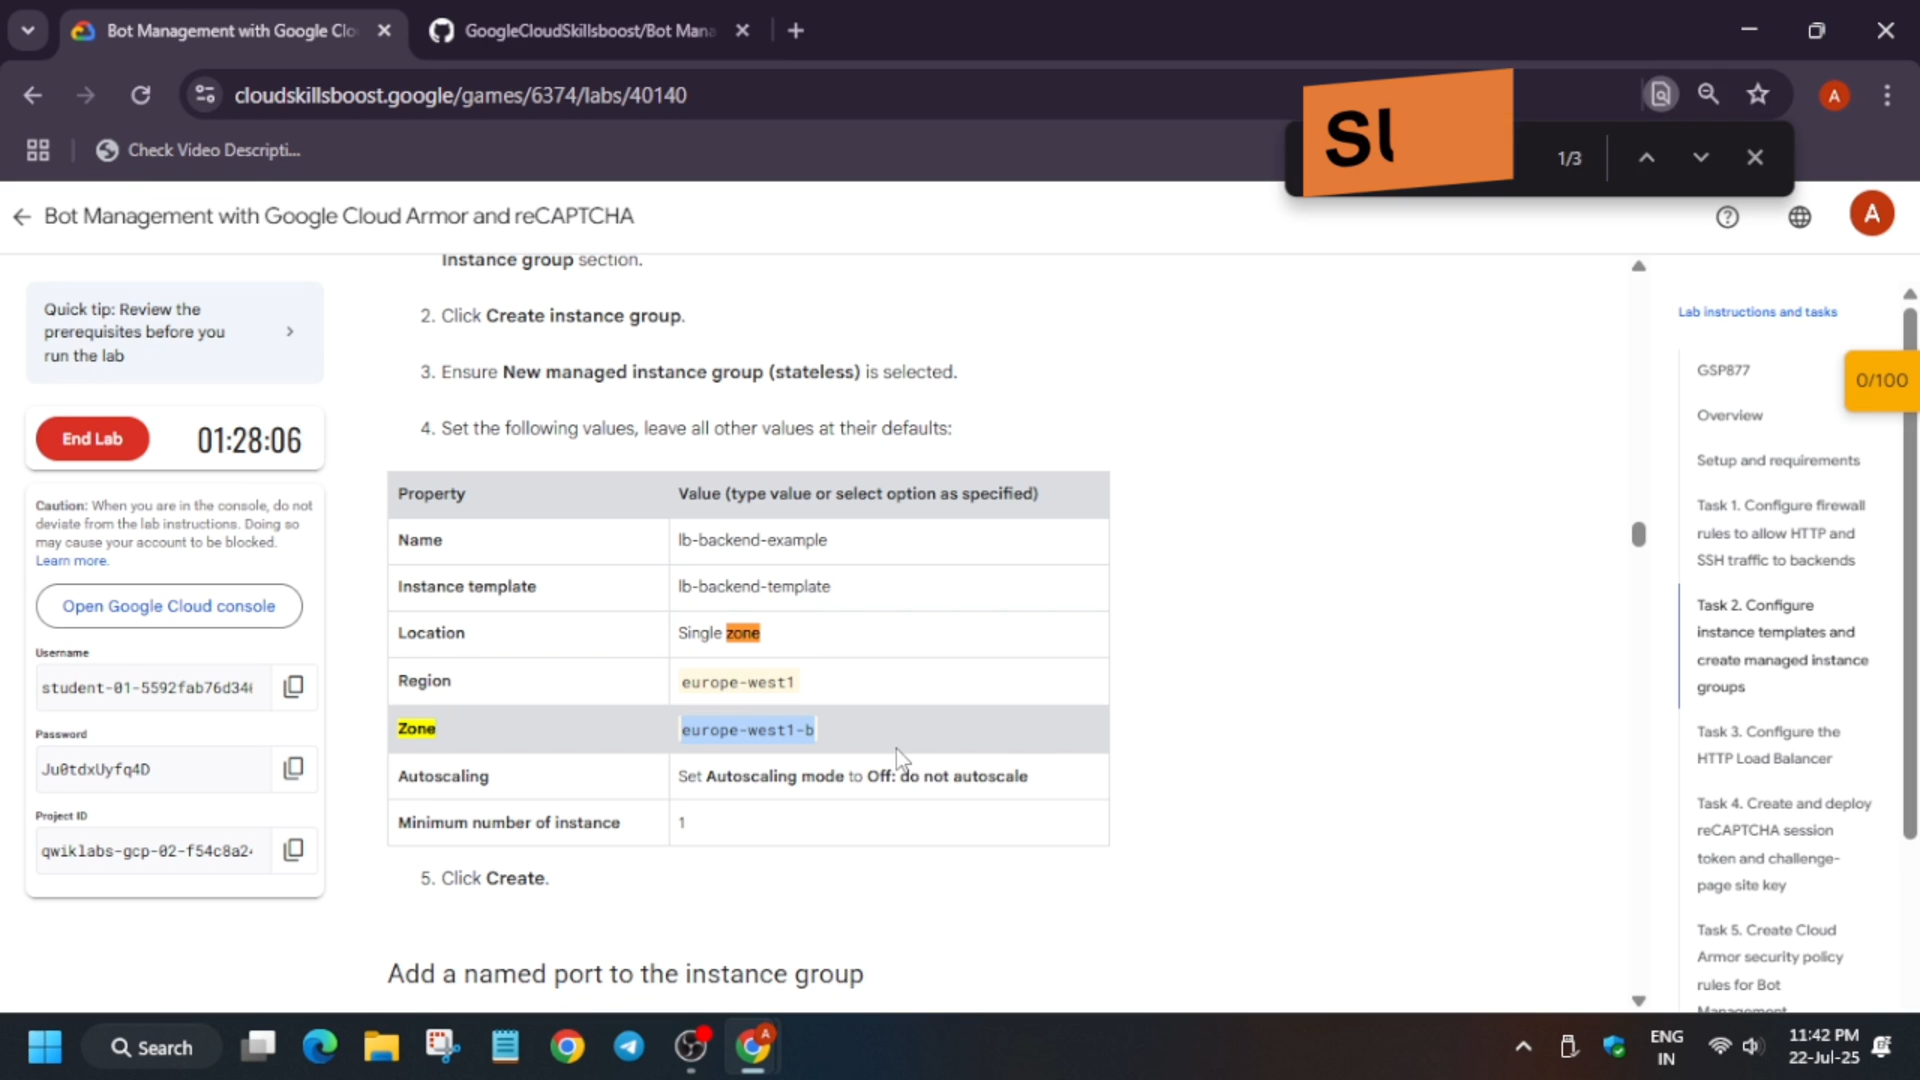 Bot Management with Google Clo
GoogleCloudSkillsboost/Bot Mana
cloudskillsboost.google/games/6374/labs/40140
A
Check Video Descripti...
1/3
Bot Management with Google Cloud Armor and reCAPTCHA
A
Quick tip: Review the
prerequisites before you
run the lab
End Lab
01:28:06
Caution: When you are in the console, do not
deviate from the lab instructions. Doing so
may cause your account to be blocked.
Learn more.
Open Google Cloud console
Username
student-01-5592fab76d34
Password
Ju0tdxUyfq4D
Project ID
qwiklabs-gcp-02-f54c8a2
Instance group section.
2. Click Create instance group.
3. Ensure New managed instance group (stateless) is selected.
4. Set the following values, leave all other values at their defaults:
Property Value (type value or select option as specified)
Name lb-backend-example
Instance template lb-backend-template
Location Single zone
Region europe-west1
Zone europe-west1-b
Autoscaling Set Autoscaling mode to Off: do not autoscale
Minimum number of instance 1
5. Click Create.
Add a named port to the instance group
Lab instructions and tasks
GSP877
0/100
Overview
Setup and requirements
Task 1. Configure firewall
rules to allow HTTP and
SSH traffic to backends
Task 2. Configure
instance templates and
create managed instance
groups
Task 3. Configure the
HTTP Load Balancer
Task 4. Create and deploy
reCAPTCHA session
token and challenge-
page site key
Task 5. Create Cloud
Armor security policy
rules for Bot
Management
Search
ENG
IN
11:42 PM
22-Jul-25